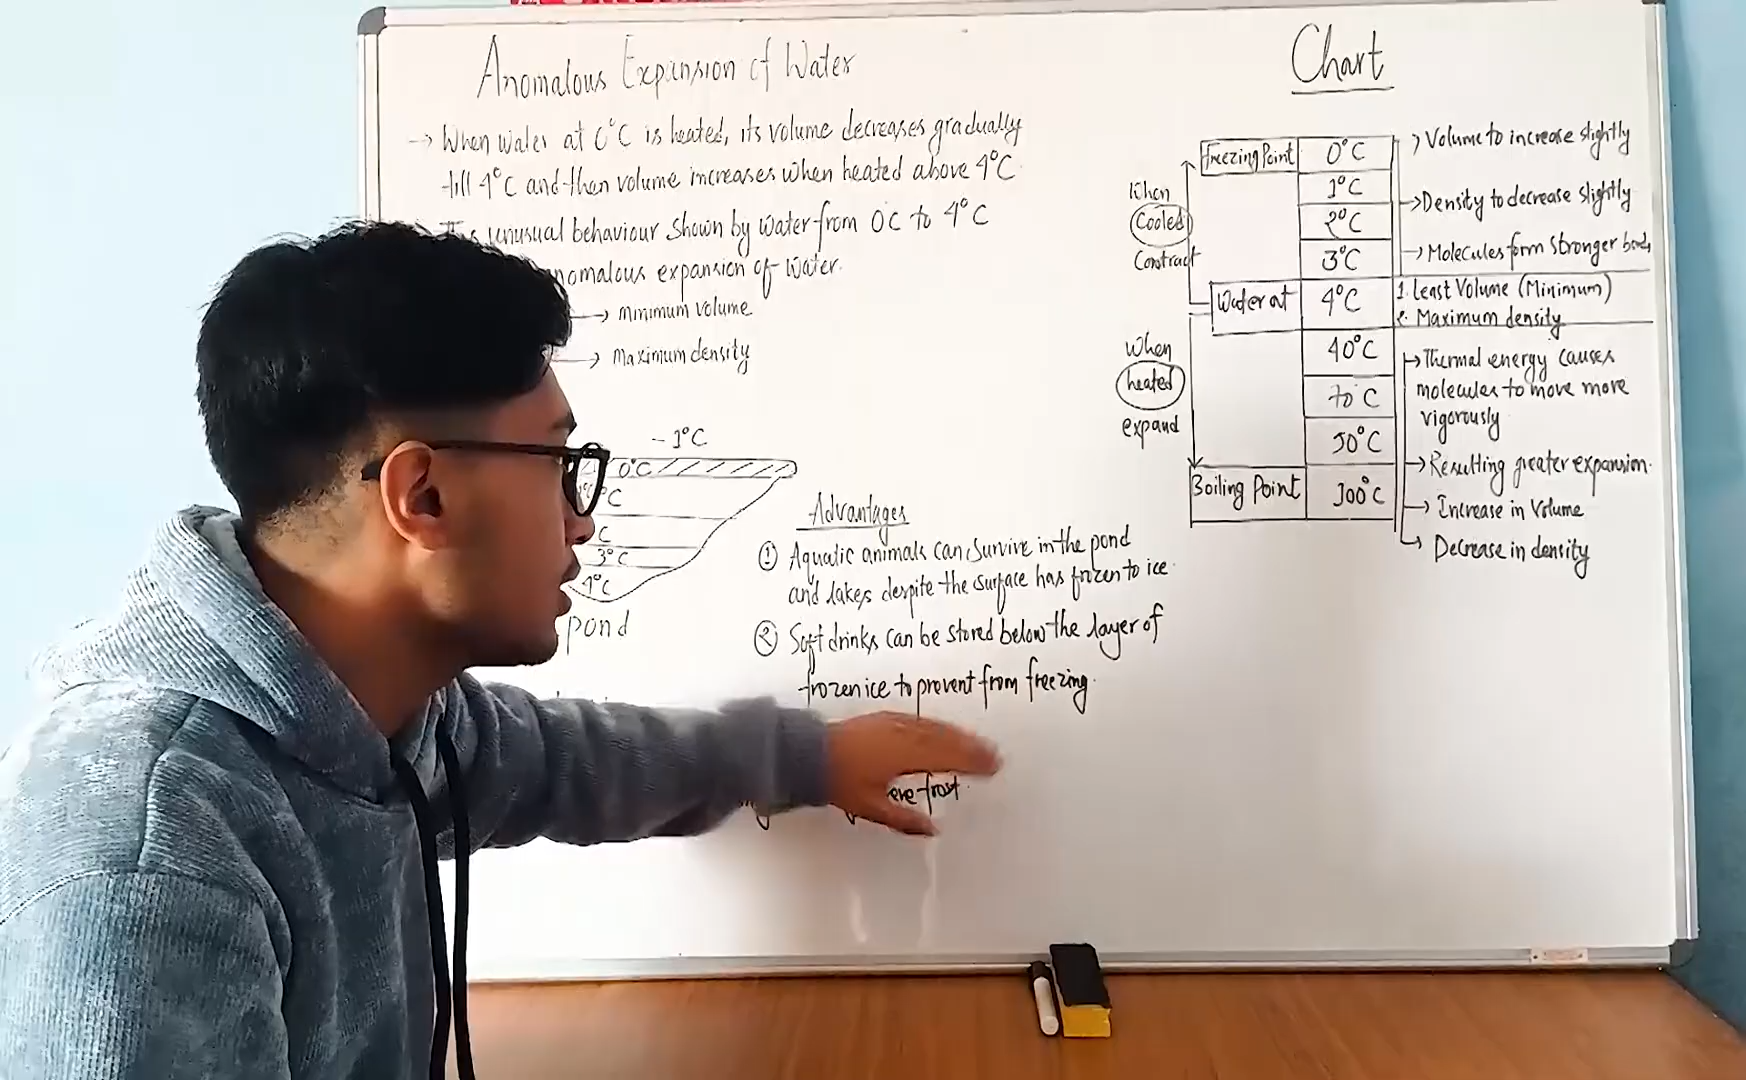 Anomalous Expansion of Water
→ When Water at 0°C is heated, its volume decreases gradually
till 4°C and then volume increases when heated above 4°C.
unusual behaviour shown by water from 0°C to 4°C
anomalous expansion of water.
→ minimum volume
→ maximum density
-1°C
0°C
°C
C
3°C
4°C
pond
Advantages
① Aquatic animals can survive in the pond
and lakes despite the surface has frozen to ice.
② Soft drinks can be stored below the layer of
frozen ice to prevent from freezing.
frost.
Chart
Freezing Point 0°C
1°C
2°C
3°C
Water at 4°C
40°C
70°C
90°C
Boiling Point 100°C
When
Cooled
Contract
When
heated
expand
→ Volume to increase slightly
→ Density to decrease slightly
→ Molecules form stronger bonds
1. Least Volume (Minimum)
2. Maximum density
→ Thermal energy causes
molecules to move more
vigorously
→ Resulting greater expansion.
→ Increase in Volume
→ Decrease in density